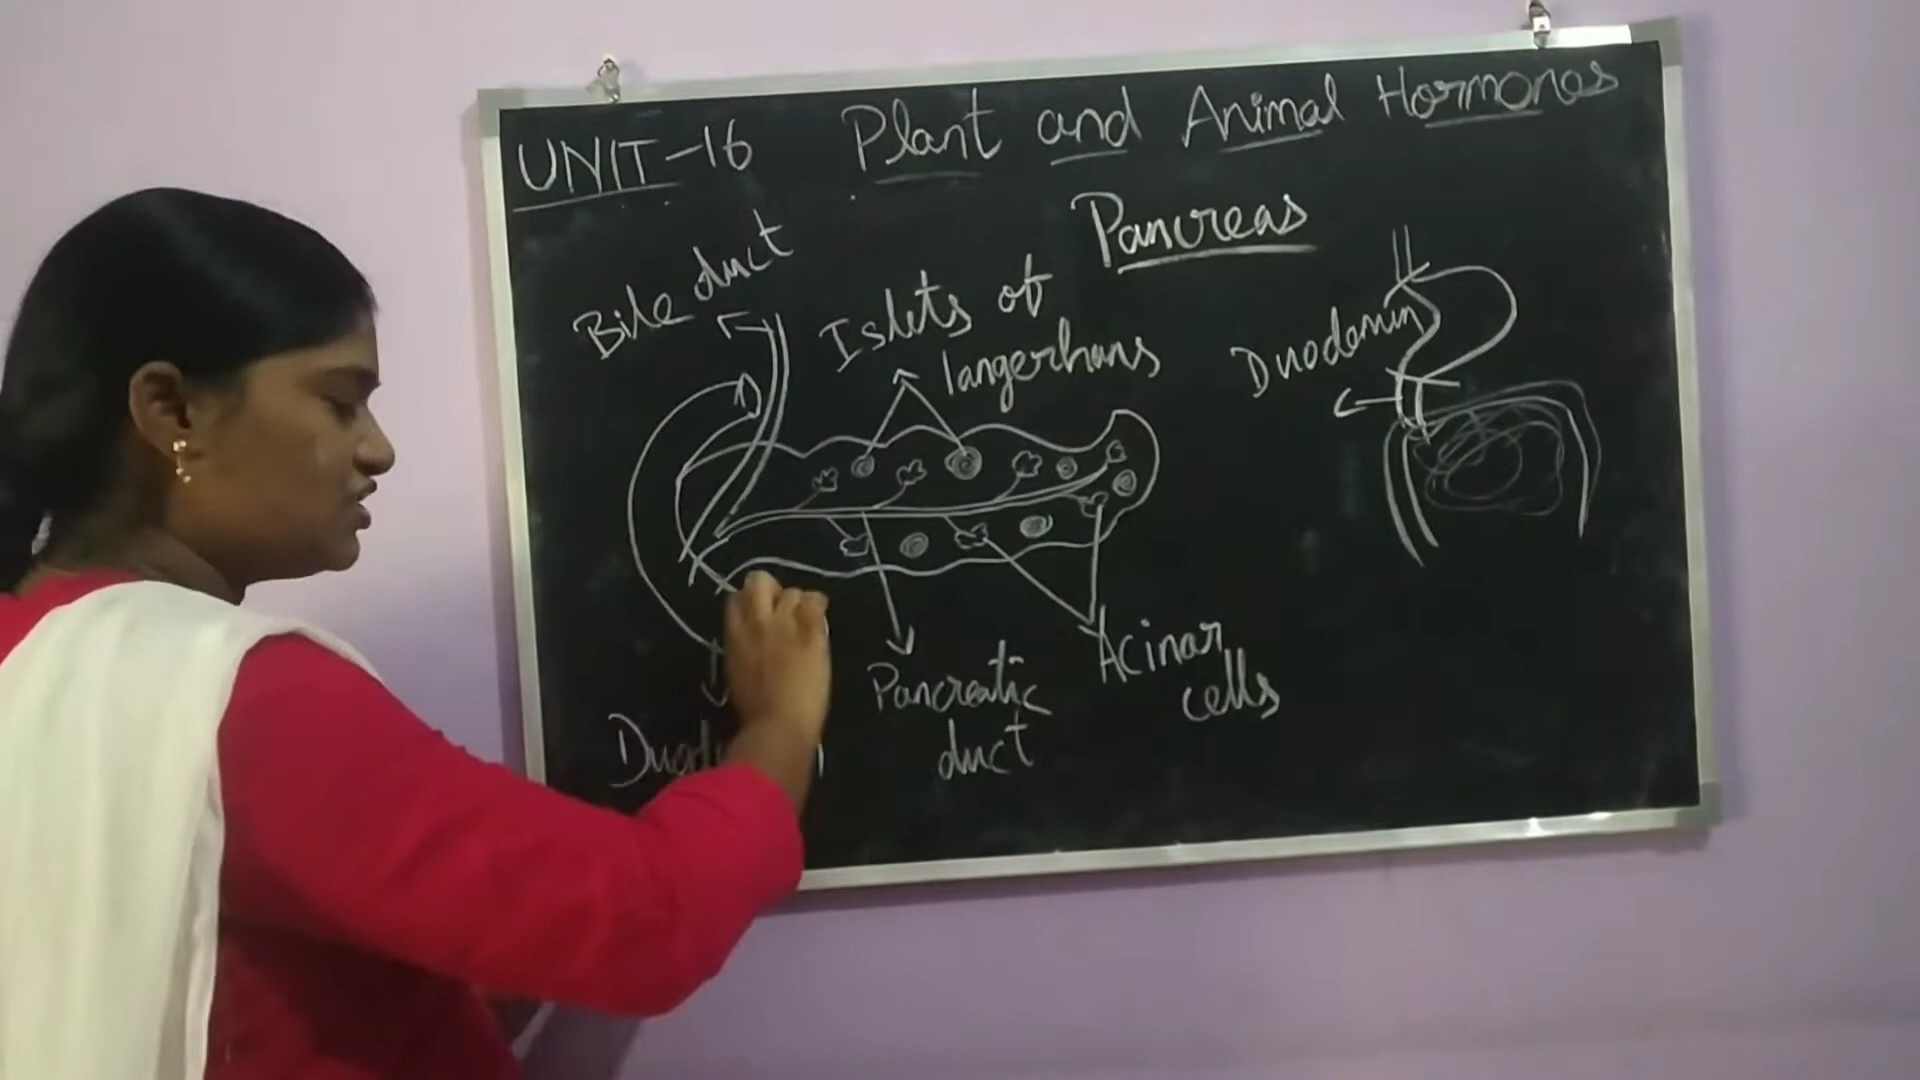 UNIT-16 Plant and Animal Hormones
Pancreas
Bile duct
Islets of
langerhans
Duodenum
Pancreatic
duct
Acinar
cells